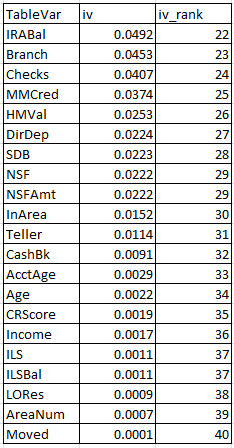 TableVar iv iv_rank
IRABal 0.0492 22
Branch 0.0453 23
Checks 0.0407 24
MMCred 0.0374 25
HMVal 0.0253 26
DirDep 0.0224 27
SDB 0.0223 28
NSF 0.0222 29
NSFAmt 0.0222 29
InArea 0.0152 30
Teller 0.0114 31
CashBk 0.0091 32
AcctAge 0.0029 33
Age 0.0022 34
CRScore 0.0019 35
Income 0.0017 36
ILS 0.0011 37
ILSBal 0.0011 37
LORes 0.0009 38
AreaNum 0.0007 39
Moved 0.0001 40